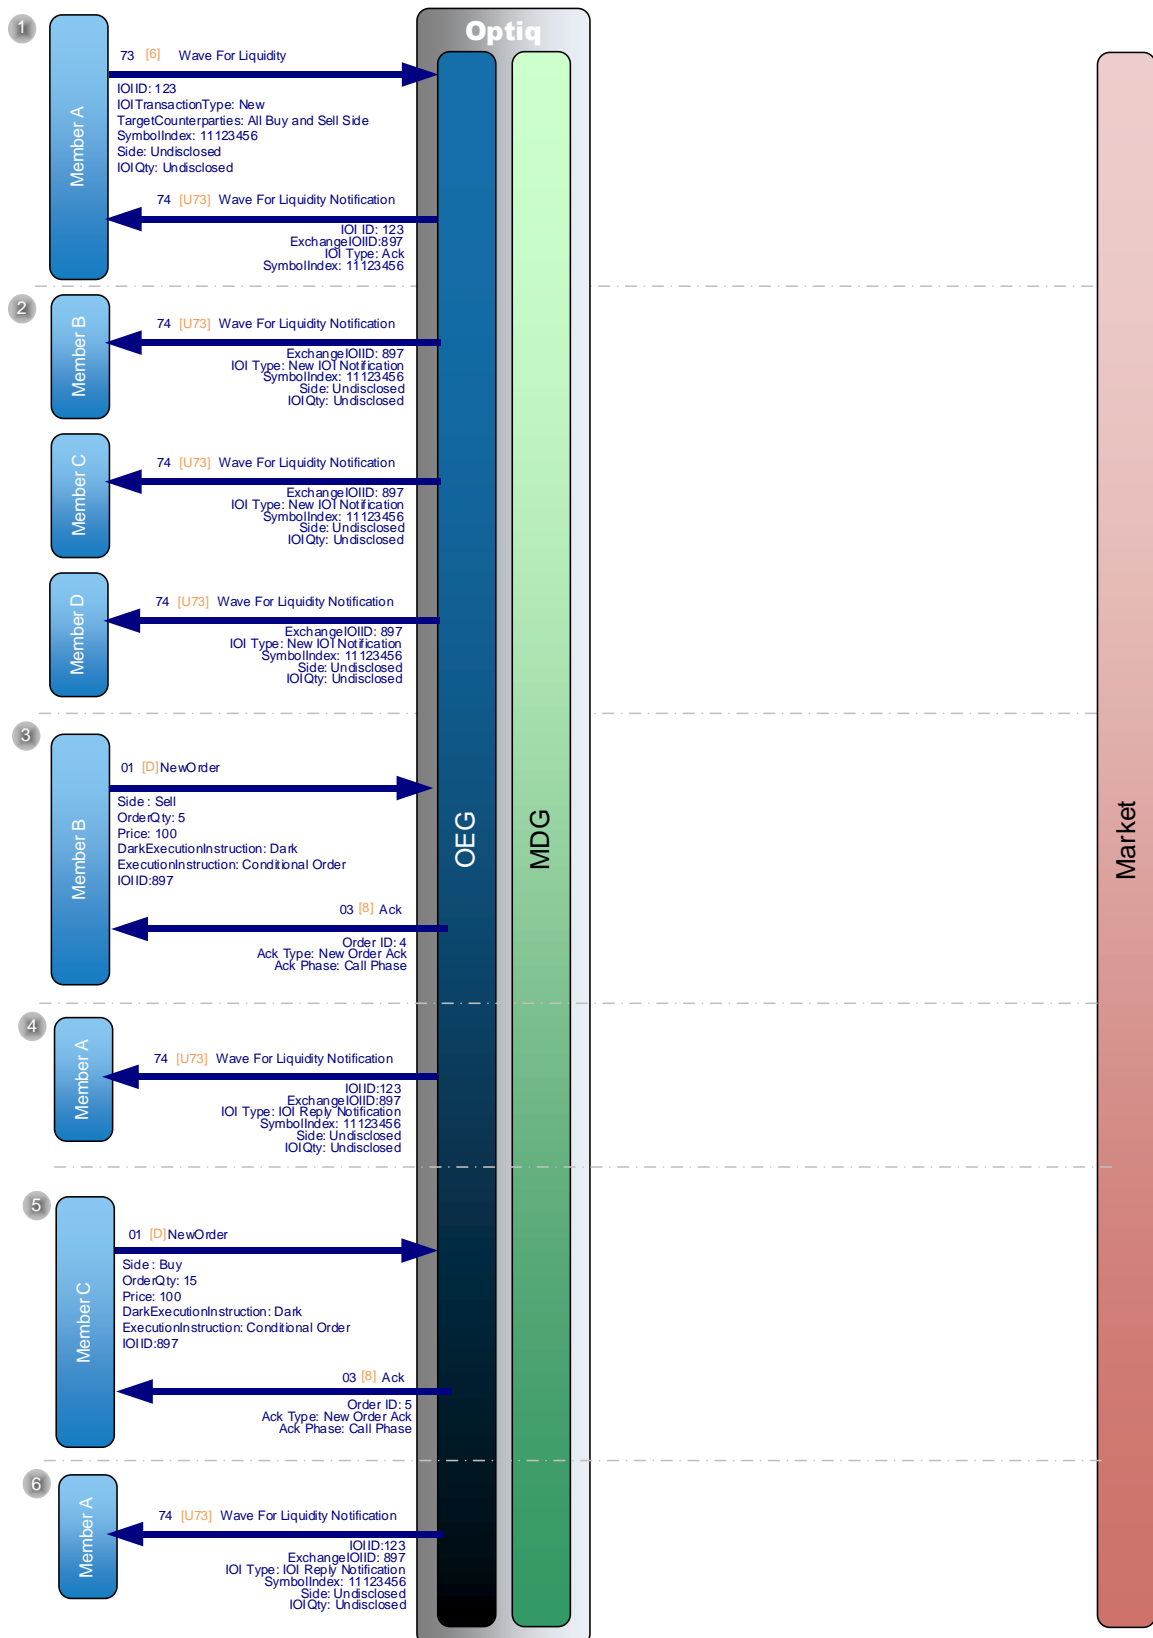 1
Optiq
73 [6] Wave For Liquidity
Member A
IOIID: 123
IOITransactionType: New
TargetCounterparties: All Buy and Sell Side
SymbolIndex: 11123456
Side: Undisclosed
IOIQty: Undisclosed
74 [U73] Wave For Liquidity Notification
IOI ID: 123
ExchangeIOIID:897
IOI Type: Ack
SymbolIndex: 11123456
2
Member B
74 [U73] Wave For Liquidity Notification
ExchangeIOIID: 897
IOI Type: New IOI Notification
SymbolIndex: 11123456
Side: Undisclosed
IOIQty: Undisclosed
Member C
74 [U73] Wave For Liquidity Notification
ExchangeIOIID: 897
IOI Type: New IOI Notification
SymbolIndex: 11123456
Side: Undisclosed
IOIQty: Undisclosed
Member D
74 [U73] Wave For Liquidity Notification
ExchangeIOIID: 897
IOI Type: New IOI Notification
SymbolIndex: 11123456
Side: Undisclosed
IOIQty: Undisclosed
3
Member B
01 [D] NewOrder
Side : Sell
OrderQty: 5
Price: 100
DarkExecutionInstruction: Dark
ExecutionInstruction: Conditional Order
IOIID:897
OEG
MDG
Market
03 [8] Ack
Order ID: 4
Ack Type: New Order Ack
Ack Phase: Call Phase
4
Member A
74 [U73] Wave For Liquidity Notification
IOIID:123
ExchangeIOIID:897
IOI Type: IOI Reply Notification
SymbolIndex: 11123456
Side: Undisclosed
IOIQty: Undisclosed
5
Member C
01 [D] NewOrder
Side : Buy
OrderQty: 15
Price: 100
DarkExecutionInstruction: Dark
ExecutionInstruction: Conditional Order
IOIID:897
03 [8] Ack
Order ID: 5
Ack Type: New Order Ack
Ack Phase: Call Phase
6
Member A
74 [U73] Wave For Liquidity Notification
IOIID:123
ExchangeIOIID: 897
IOI Type: IOI Reply Notification
SymbolIndex: 11123456
Side: Undisclosed
IOIQty: Undisclosed